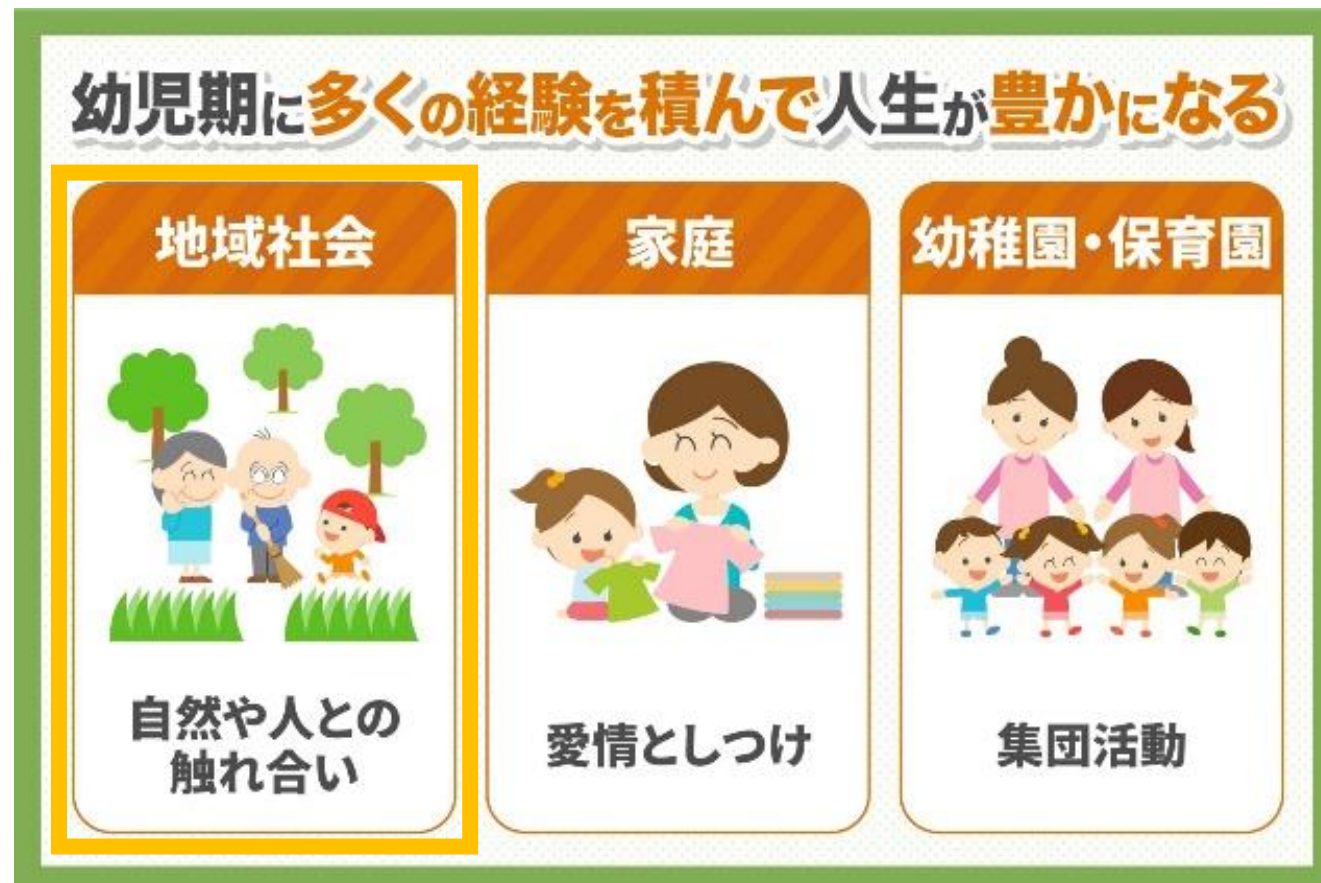 幼児期に多くの経験を積んで人生が豊かになる
地域社会
自然や人との
触れ合い
家庭
愛情としつけ
幼稚園・保育園
集団活動